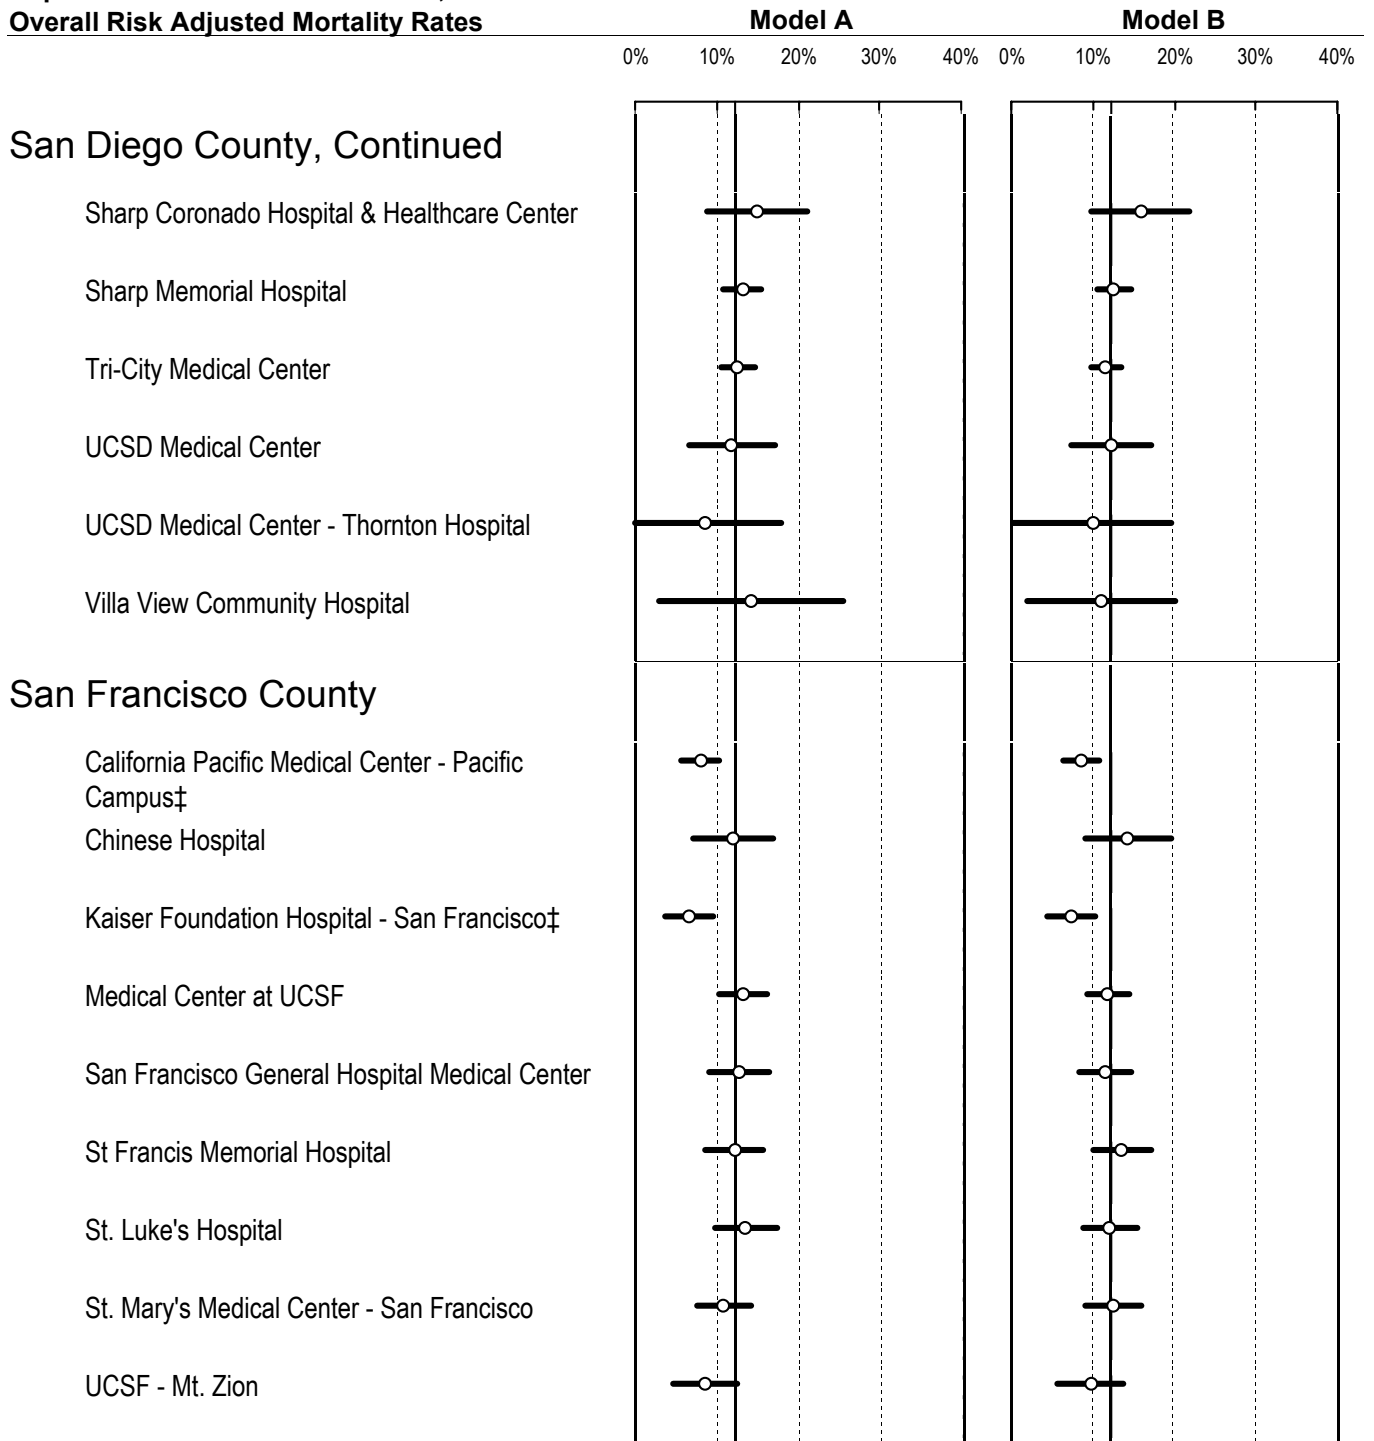 Overall Risk Adjusted Mortality Rates Model A Model B
0% 10% 20% 30% 40% 0% 10% 20% 30% 40%
San Diego County, Continued
Sharp Coronado Hospital & Healthcare Center
Sharp Memorial Hospital
Tri-City Medical Center
UCSD Medical Center
UCSD Medical Center - Thornton Hospital
Villa View Community Hospital
San Francisco County
California Pacific Medical Center - Pacific
Campus‡
Chinese Hospital
Kaiser Foundation Hospital - San Francisco‡
Medical Center at UCSF
San Francisco General Hospital Medical Center
St Francis Memorial Hospital
St. Luke's Hospital
St. Mary's Medical Center - San Francisco
UCSF - Mt. Zion